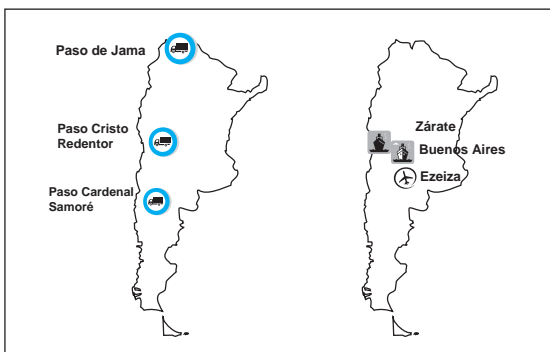 Paso de Jama
Paso Cristo
Redentor
Paso Cardenal
Samoré
Zárate
Buenos Aires
Ezeiza